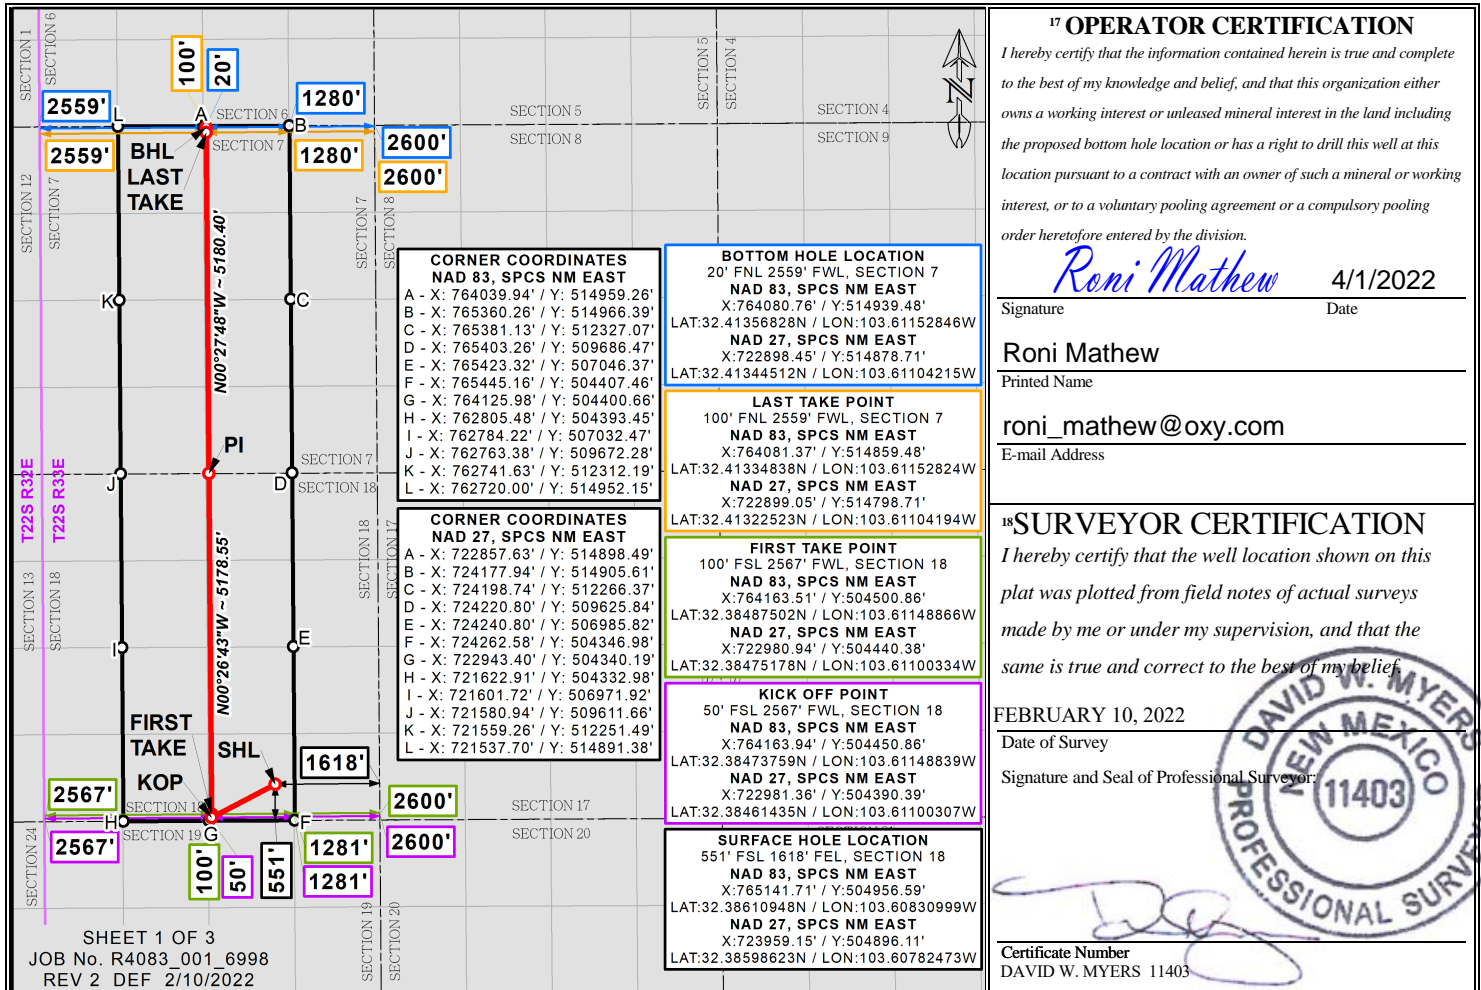 SECTION 1
SECTION 6
SECTION 12
SECTION 7
SECTION 13
SECTION 18
SECTION 24
T22S R32E
T22S R33E
100'
20'
2559'
L
A
SECTION 6
1280'
B
SECTION 7
2559'
BHL
LAST
TAKE
1280'
2600'
2600'
SECTION 5
SECTION 8
SECTION 5
SECTION 4
SECTION 4
SECTION 9
N
SECTION 7
SECTION 8
N00°27'48"W ~ 5180.40'
K
C
PI
J
D
SECTION 7
SECTION 18
SECTION 18
SECTION 17
N00°26'43"W ~ 5178.55'
I
E
FIRST
TAKE
KOP
SHL
1618'
2567'
SECTION 18
2600'
SECTION 17
H
SECTION 19
G
F
SECTION 20
2567'
100'
50'
551'
1281'
1281'
2600'
SECTION 19
SECTION 20
SHEET 1 OF 3
JOB No. R4083_001_6998
REV 2 DEF 2/10/2022
CORNER COORDINATES
NAD 83, SPCS NM EAST
A - X: 764039.94' / Y: 514959.26'
B - X: 765360.26' / Y: 514966.39'
C - X: 765381.13' / Y: 512327.07'
D - X: 765403.26' / Y: 509686.47'
E - X: 765423.32' / Y: 507046.37'
F - X: 765445.16' / Y: 504407.46'
G - X: 764125.98' / Y: 504400.66'
H - X: 762805.48' / Y: 504393.45'
I - X: 762784.22' / Y: 507032.47'
J - X: 762763.38' / Y: 509672.28'
K - X: 762741.63' / Y: 512312.19'
L - X: 762720.00' / Y: 514952.15'
CORNER COORDINATES
NAD 27, SPCS NM EAST
A - X: 722857.63' / Y: 514898.49'
B - X: 724177.94' / Y: 514905.61'
C - X: 724198.74' / Y: 512266.37'
D - X: 724220.80' / Y: 509625.84'
E - X: 724240.80' / Y: 506985.82'
F - X: 724262.58' / Y: 504346.98'
G - X: 722943.40' / Y: 504340.19'
H - X: 721622.91' / Y: 504332.98'
I - X: 721601.72' / Y: 506971.92'
J - X: 721580.94' / Y: 509611.66'
K - X: 721559.26' / Y: 512251.49'
L - X: 721537.70' / Y: 514891.38'
BOTTOM HOLE LOCATION
20' FNL 2559' FWL, SECTION 7
NAD 83, SPCS NM EAST
X:764080.76' / Y:514939.48'
LAT:32.41356828N / LON:103.61152846W
NAD 27, SPCS NM EAST
X:722898.45' / Y:514878.71'
LAT:32.41344512N / LON:103.61104215W
LAST TAKE POINT
100' FNL 2559' FWL, SECTION 7
NAD 83, SPCS NM EAST
X:764081.37' / Y:514859.48'
LAT:32.41334838N / LON:103.61152824W
NAD 27, SPCS NM EAST
X:722899.05' / Y:514798.71'
LAT:32.41322523N / LON:103.61104194W
FIRST TAKE POINT
100' FSL 2567' FWL, SECTION 18
NAD 83, SPCS NM EAST
X:764163.51' / Y:504500.86'
LAT:32.38487502N / LON:103.61148866W
NAD 27, SPCS NM EAST
X:722980.94' / Y:504440.38'
LAT:32.38475178N / LON:103.61100334W
KICK OFF POINT
50' FSL 2567' FWL, SECTION 18
NAD 83, SPCS NM EAST
X:764163.94' / Y:504450.86'
LAT:32.38473759N / LON:103.61148839W
NAD 27, SPCS NM EAST
X:722981.36' / Y:504390.39'
LAT:32.38461435N / LON:103.61100307W
SURFACE HOLE LOCATION
551' FSL 1618' FEL, SECTION 18
NAD 83, SPCS NM EAST
X:765141.71' / Y:504956.59'
LAT:32.38610948N / LON:103.60830999W
NAD 27, SPCS NM EAST
X:723959.15' / Y:504896.11'
LAT:32.38598623N / LON:103.60782473W
17 OPERATOR CERTIFICATION
I hereby certify that the information contained herein is true and complete
to the best of my knowledge and belief, and that this organization either
owns a working interest or unleased mineral interest in the land including
the proposed bottom hole location or has a right to drill this well at this
location pursuant to a contract with an owner of such a mineral or working
interest, or to a voluntary pooling agreement or a compulsory pooling
order heretofore entered by the division.
Roni Mathew 4/1/2022
Signature Date
Roni Mathew
Printed Name
roni_mathew@oxy.com
E-mail Address
18SURVEYOR CERTIFICATION
I hereby certify that the well location shown on this
plat was plotted from field notes of actual surveys
made by me or under my supervision, and that the
same is true and correct to the best of my belief.
FEBRUARY 10, 2022
Date of Survey
Signature and Seal of Professional Surveyor:
DAVID W. MYERS
NEW MEXICO
11403
PROFESSIONAL SURVEYO
Certificate Number
DAVID W. MYERS 11403